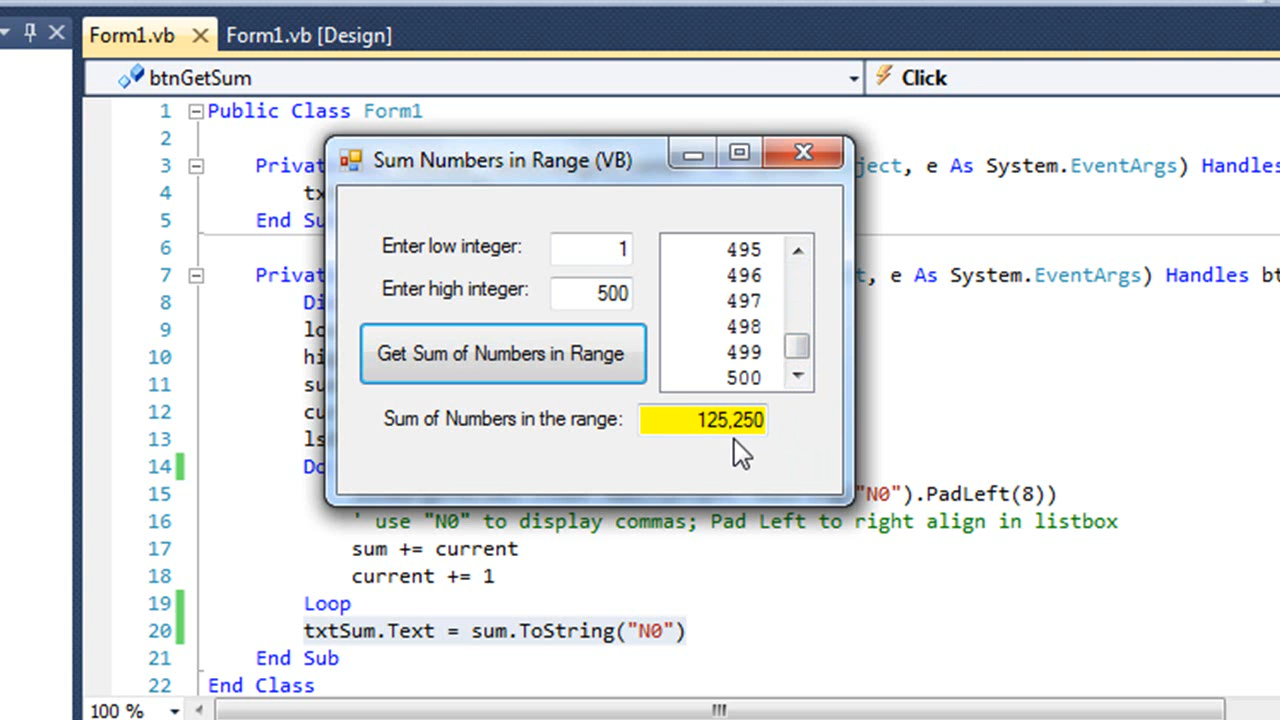 Form1.vb Form1.vb [Design]
btnGetSum Click
1 Public Class Form1
2
3 Privat ject, e As System.EventArgs) Handles
4 tx
5 End Su
6
7 Privat t, e As System.EventArgs) Handles bt
8 Di
9 lo
10 hi
11 su
12 cu
13 ls
14 Do
15 "N0").PadLeft(8))
16 ' use "N0" to display commas; Pad Left to right align in listbox
17 sum += current
18 current += 1
19 Loop
20 txtSum.Text = sum.ToString("N0")
21 End Sub
22 End Class
100 %
Sum Numbers in Range (VB)
Enter low integer: 1
Enter high integer: 500
Get Sum of Numbers in Range
495
496
497
498
499
500
Sum of Numbers in the range: 125,250